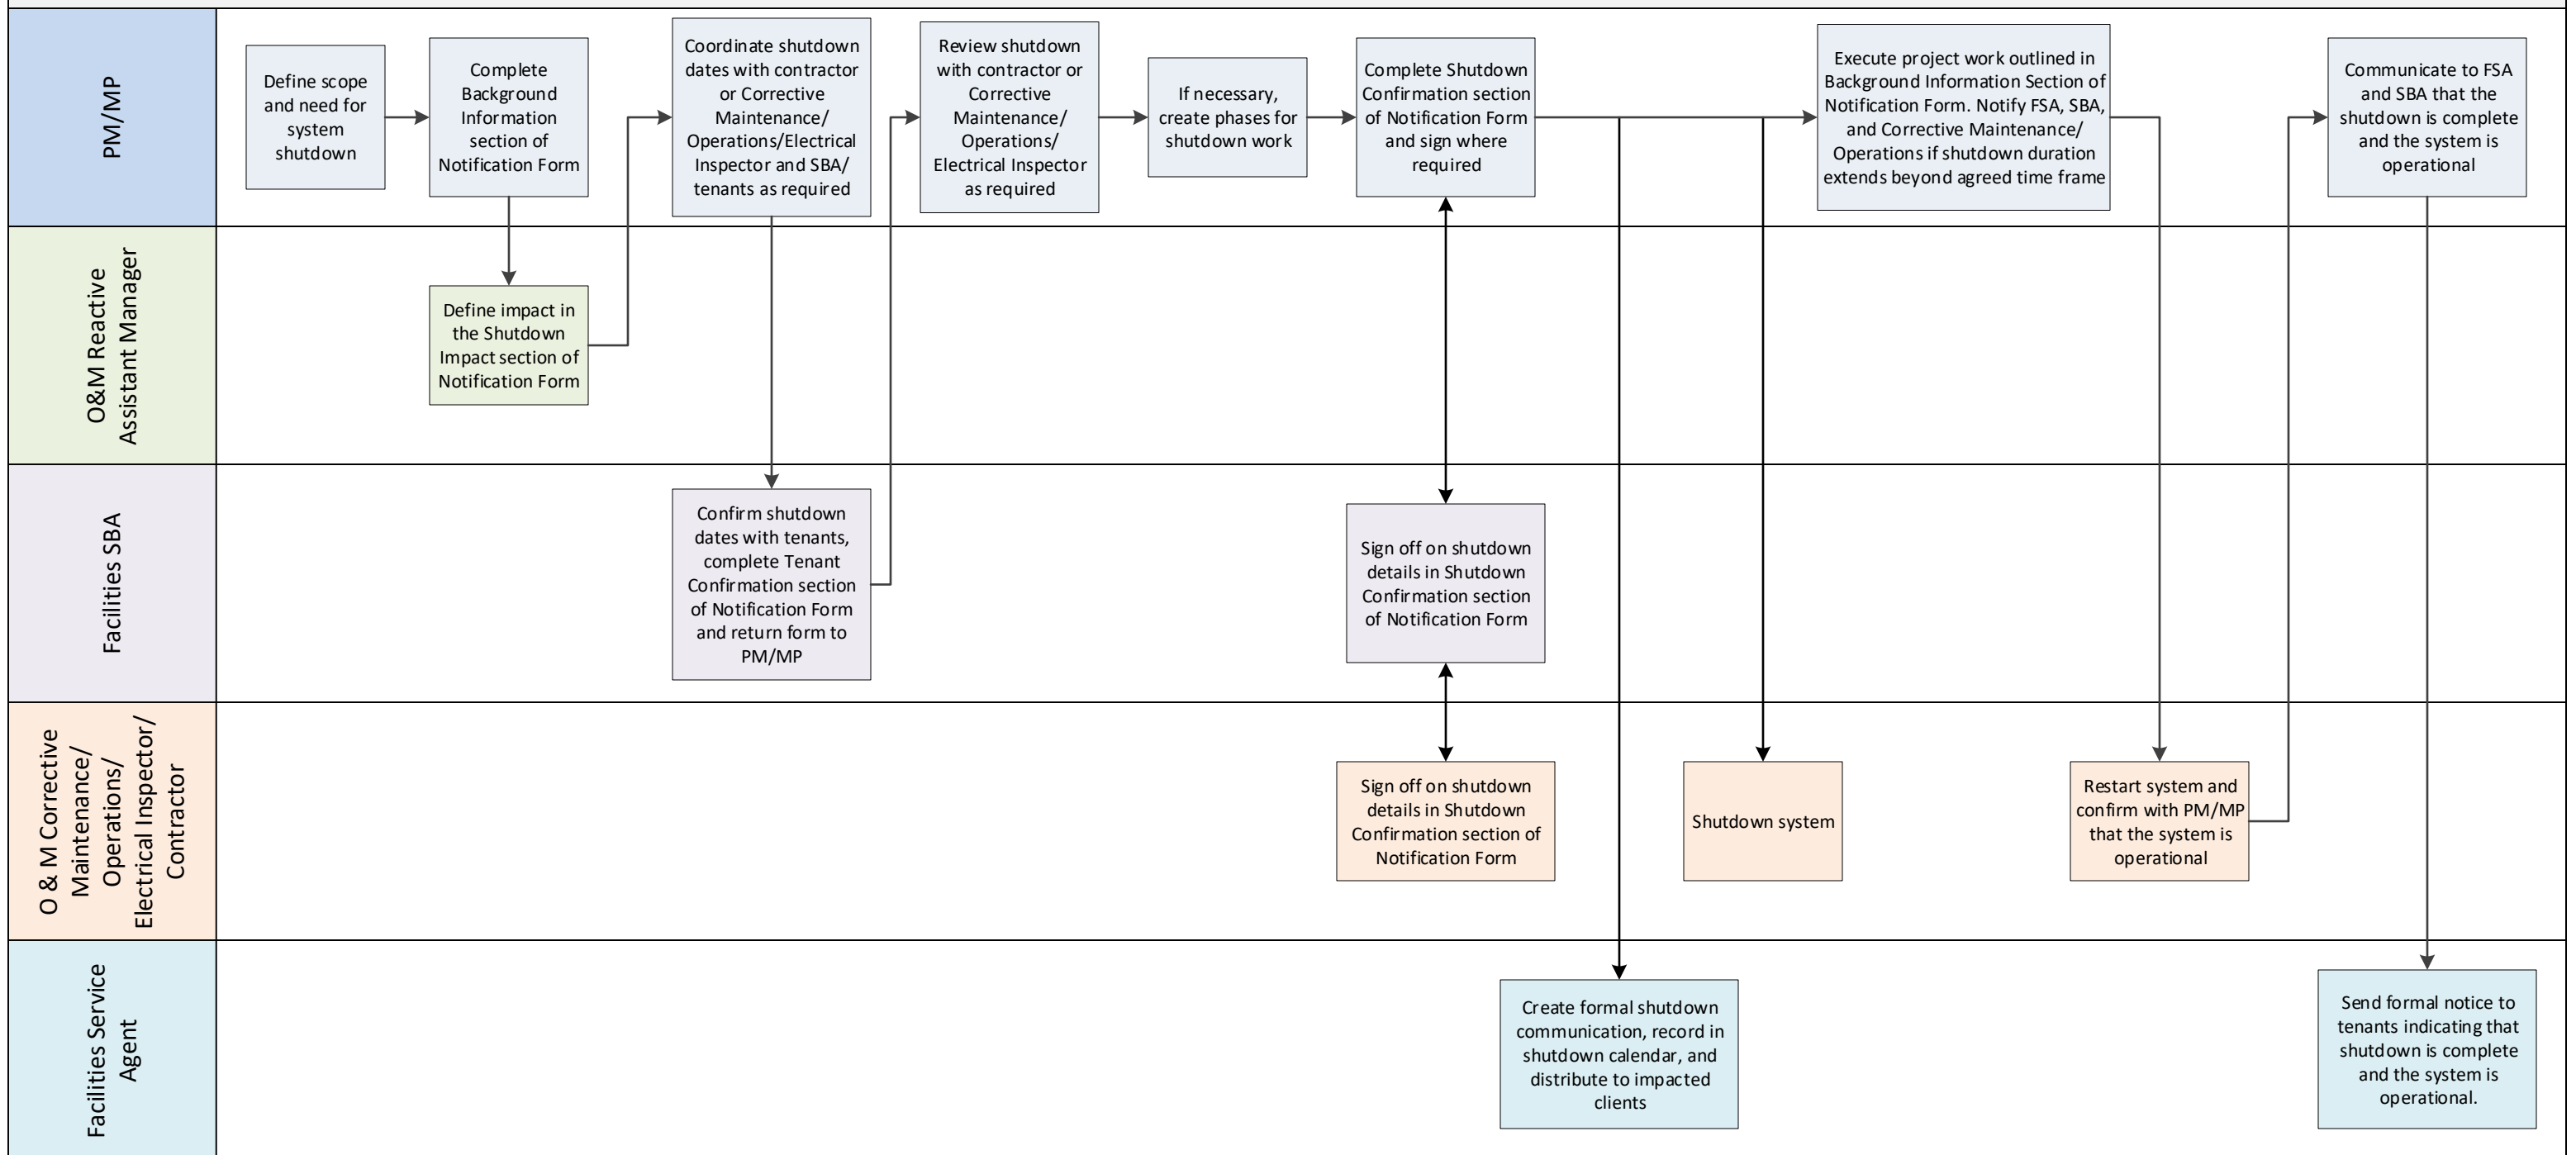 PM/MP
Define scope
and need for
system
shutdown
Complete
Background
Information
section of
Notification Form
Coordinate shutdown
dates with contractor
or Corrective
Maintenance/
Operations/Electrical
Inspector and SBA/
tenants as required
Review shutdown
with contractor or
Corrective
Maintenance/
Operations/
Electrical Inspector
as required
If necessary,
create phases for
shutdown work
Complete Shutdown
Confirmation section
of Notification Form
and sign where
required
Execute project work outlined in
Background Information Section of
Notification Form. Notify FSA, SBA,
and Corrective Maintenance/
Operations if shutdown duration
extends beyond agreed time frame
Communicate to FSA
and SBA that the
shutdown is complete
and the system is
operational
O&M Reactive
Assistant Manager
Define impact in
the Shutdown
Impact section of
Notification Form
Facilities SBA
Confirm shutdown
dates with tenants,
complete Tenant
Confirmation section
of Notification Form
and return form to
PM/MP
Sign off on shutdown
details in Shutdown
Confirmation section
of Notification Form
O & M Corrective
Maintenance/
Operations/
Electrical Inspector/
Contractor
Sign off on shutdown
details in Shutdown
Confirmation section of
Notification Form
Shutdown system
Restart system and
confirm with PM/MP
that the system is
operational
Facilities Service
Agent
Create formal shutdown
communication, record in
shutdown calendar, and
distribute to impacted
clients
Send formal notice to
tenants indicating that
shutdown is complete
and the system is
operational.